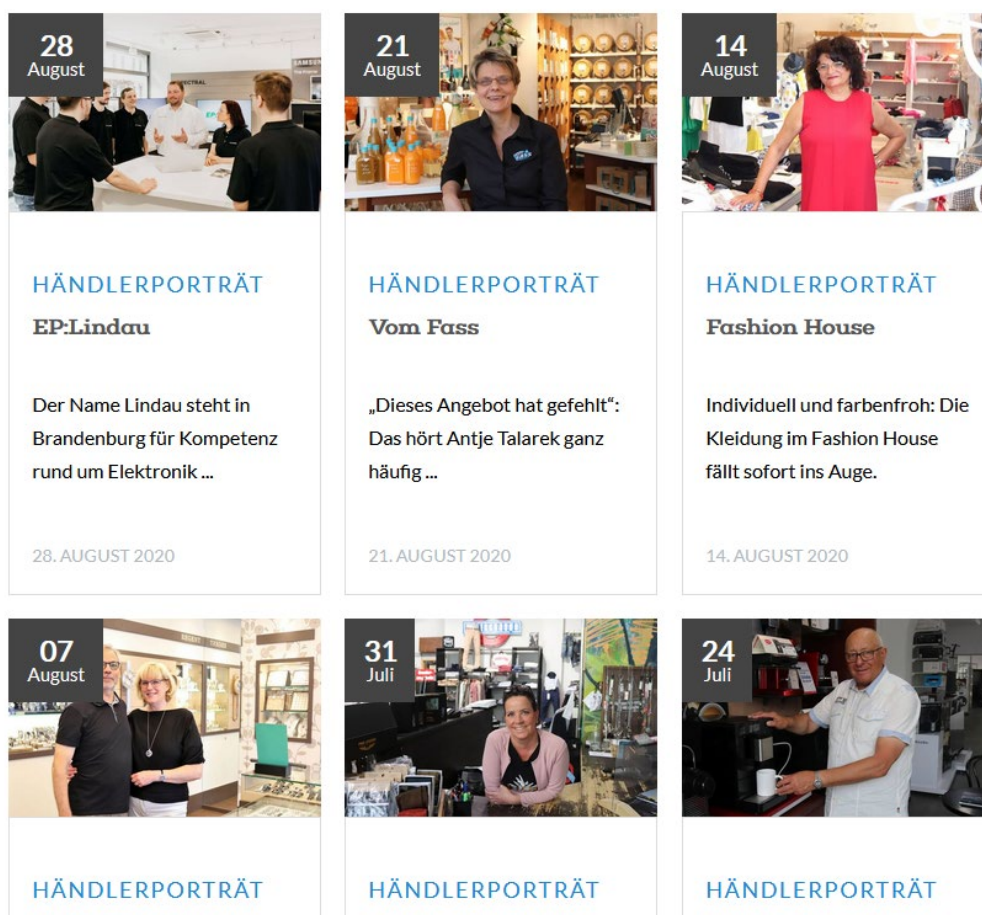 28
August
21
August
14
August
SAMSUNG
HÄNDLERPORTRÄT
HÄNDLERPORTRÄT
HÄNDLERPORTRÄT
EP:Lindau
Vom Fass
Fashion House
Der Name Lindau steht in
Brandenburg für Kompetenz
rund um Elektronik ...
„Dieses Angebot hat gefehlt“:
Das hört Antje Talarek ganz
häufig ...
Individuell und farbenfroh: Die
Kleidung im Fashion House
fällt sofort ins Auge.
28. AUGUST 2020
21. AUGUST 2020
14. AUGUST 2020
07
August
31
Juli
24
Juli
HÄNDLERPORTRÄT
HÄNDLERPORTRÄT
HÄNDLERPORTRÄT